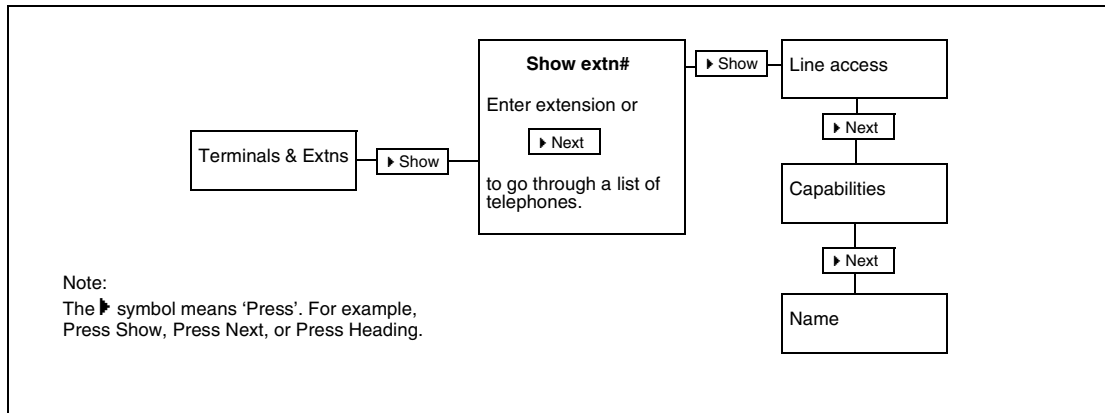 Terminals & Extns
▶ Show
Show extn#
Enter extension or
▶ Next
to go through a list of
telephones.
▶ Show
Line access
▶ Next
Capabilities
▶ Next
Name
Note:
The ▶ symbol means ‘Press’. For example,
Press Show, Press Next, or Press Heading.